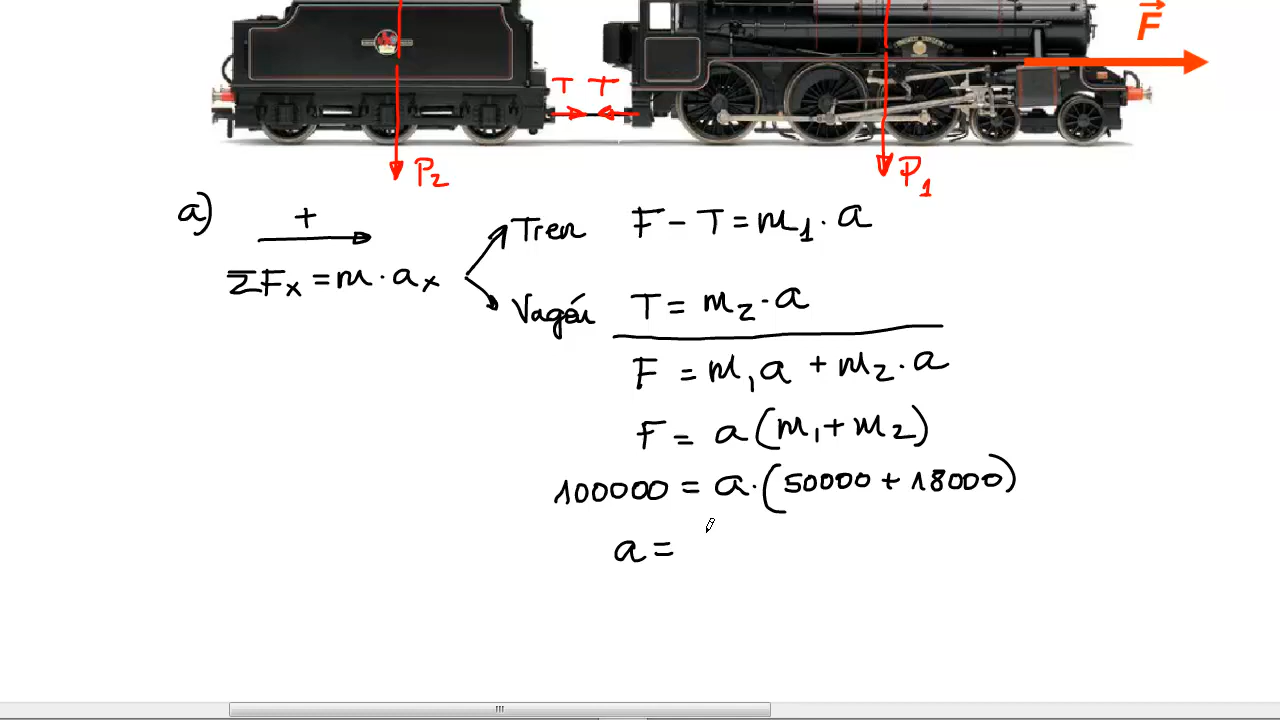 F
T T
P2 P1
a) +
ΣFx = m · ax
Tren F - T = m1 · a
Vagón T = m2 · a
F = m1a + m2 · a
F = a (m1 + m2)
100000 = a · (50000 + 18000)
a =